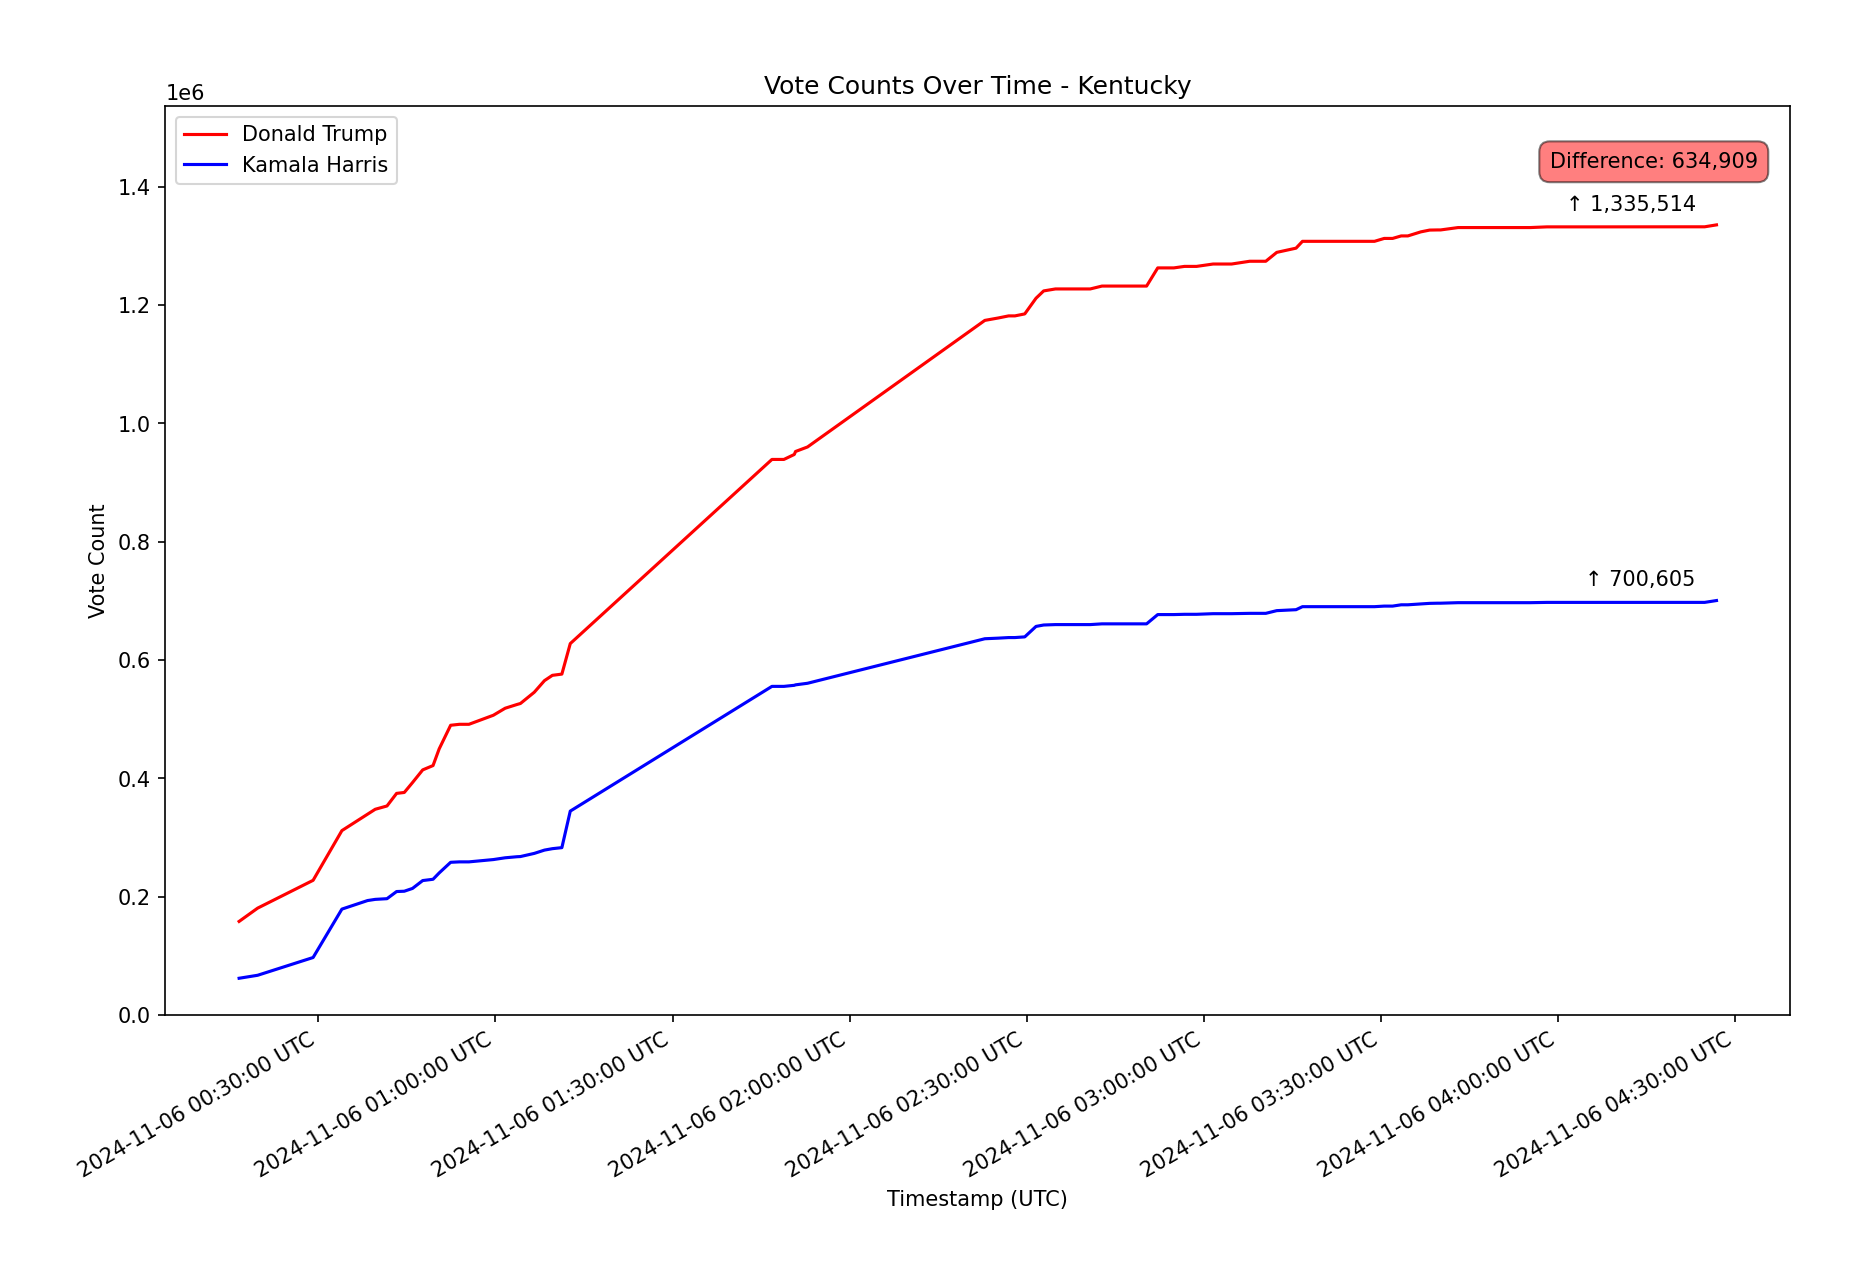 Vote Counts Over Time - Kentucky
1e6
Donald Trump
Kamala Harris
Difference: 634,909
↑ 1,335,514
↑ 700,605
1.4
1.2
1.0
0.8
0.6
0.4
0.2
0.0
Vote Count
2024-11-06 00:30:00 UTC
2024-11-06 01:00:00 UTC
2024-11-06 01:30:00 UTC
2024-11-06 02:00:00 UTC
2024-11-06 02:30:00 UTC
2024-11-06 03:00:00 UTC
2024-11-06 03:30:00 UTC
2024-11-06 04:00:00 UTC
2024-11-06 04:30:00 UTC
Timestamp (UTC)